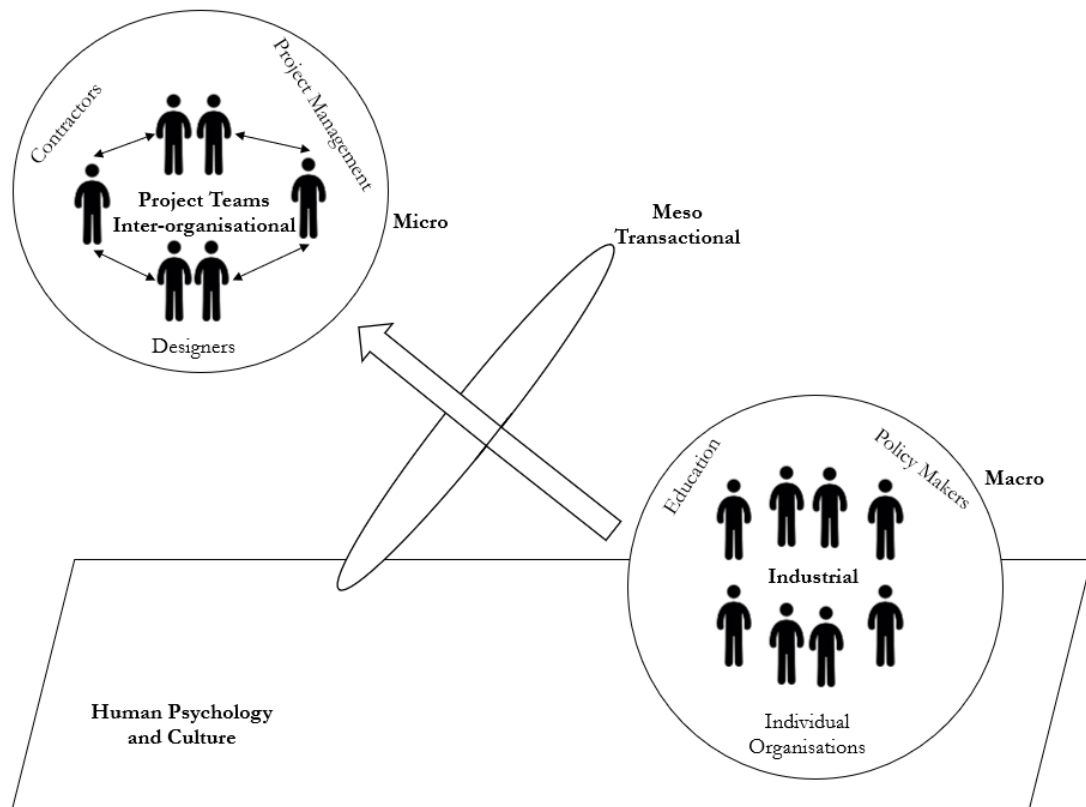 Contractors
Project Management
Project Teams
Inter-organisational
Designers
Micro
Meso
Transactional
Education
Policy Makers
Macro
Industrial
Individual
Organisations
Human Psychology
and Culture